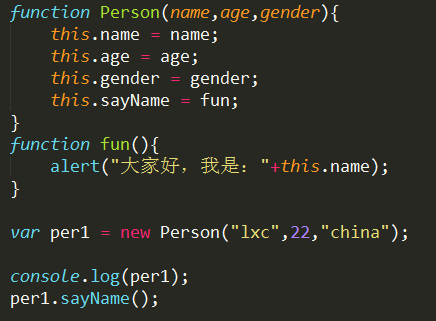 function Person(name,age,gender){
    this.name = name;
    this.age = age;
    this.gender = gender;
    this.sayName = fun;
}
function fun(){
    alert("大家好，我是："+this.name);
}
var per1 = new Person("lxc",22,"china");
console.log(per1);
per1.sayName();